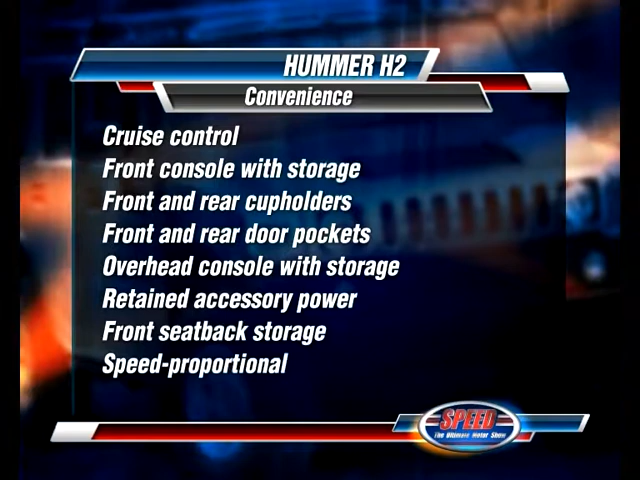 HUMMER H2
Convenience
Cruise control
Front console with storage
Front and rear cupholders
Front and rear door pockets
Overhead console with storage
Retained accessory power
Front seatback storage
Speed-proportional
SPEED
The Ultimate Motor Show